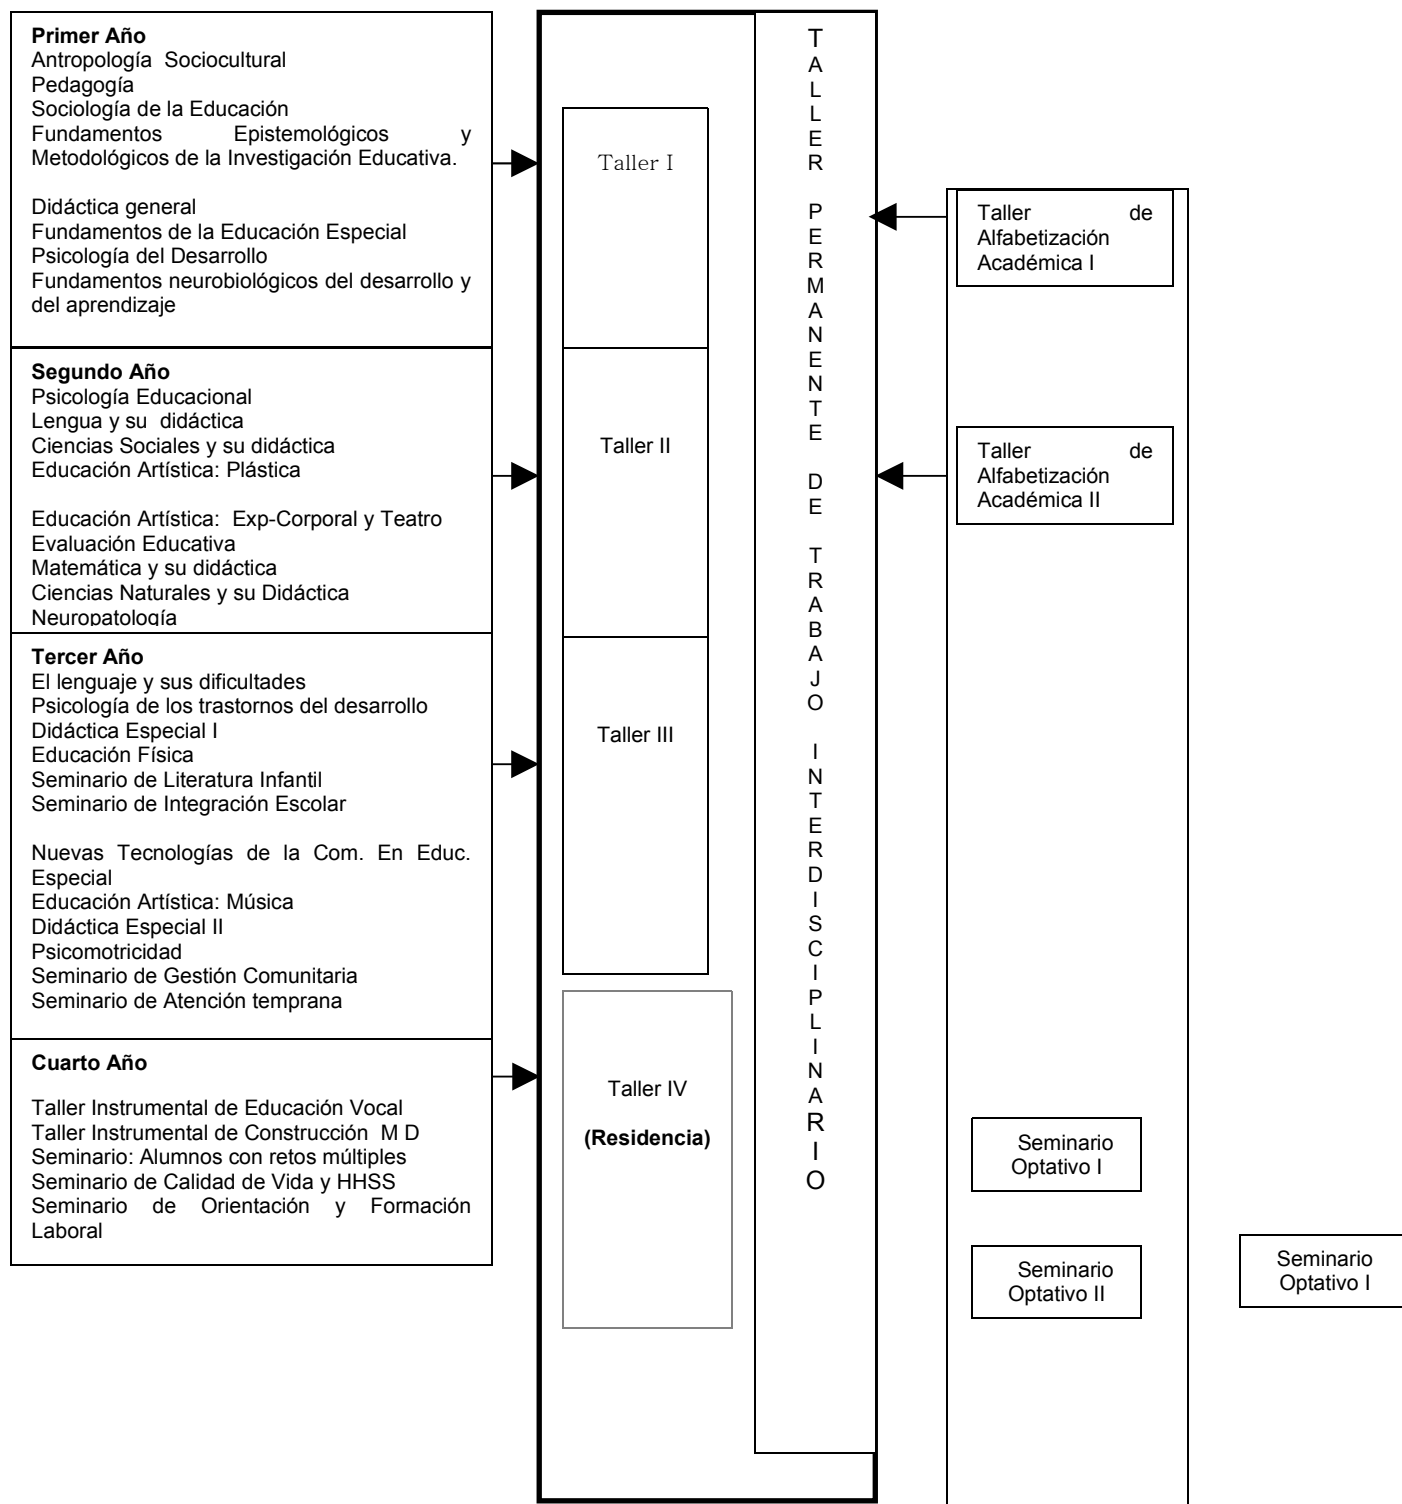 Primer Año
Antropología Sociocultural
Pedagogía
Sociología de la Educación
Fundamentos Epistemológicos y
Metodológicos de la Investigación Educativa.
Didáctica general
Fundamentos de la Educación Especial
Psicología del Desarrollo
Fundamentos neurobiológicos del desarrollo y
del aprendizaje
Segundo Año
Psicología Educacional
Lengua y su didáctica
Ciencias Sociales y su didáctica
Educación Artística: Plástica
Educación Artística: Exp-Corporal y Teatro
Evaluación Educativa
Matemática y su didáctica
Ciencias Naturales y su Didáctica
Neuropatología
Tercer Año
El lenguaje y sus dificultades
Psicología de los trastornos del desarrollo
Didáctica Especial I
Educación Física
Seminario de Literatura Infantil
Seminario de Integración Escolar
Nuevas Tecnologías de la Com. En Educ.
Especial
Educación Artística: Música
Didáctica Especial II
Psicomotricidad
Seminario de Gestión Comunitaria
Seminario de Atención temprana
Cuarto Año
Taller Instrumental de Educación Vocal
Taller Instrumental de Construcción M D
Seminario: Alumnos con retos múltiples
Seminario de Calidad de Vida y HHSS
Seminario de Orientación y Formación
Laboral
Taller I
Taller II
Taller III
Taller IV
(Residencia)
TALLER PERMANENTE DE TRABAJO INTERDISCIPLINARIO
Taller de
Alfabetización
Académica I
Taller de
Alfabetización
Académica II
Seminario
Optativo I
Seminario
Optativo II
Seminario
Optativo I